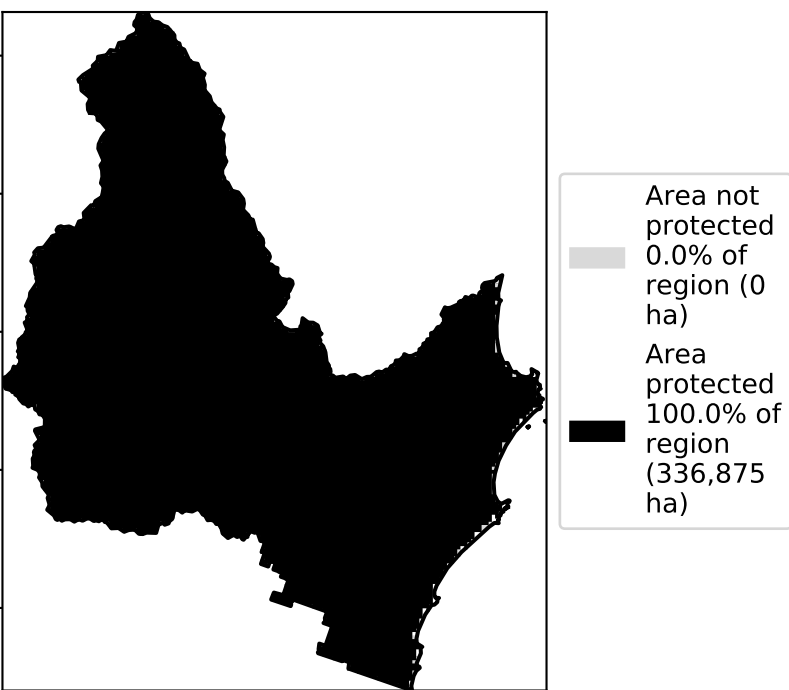 Area not
protected
0.0% of
region (0
ha)
Area
protected
100.0% of
region
(336,875
ha)